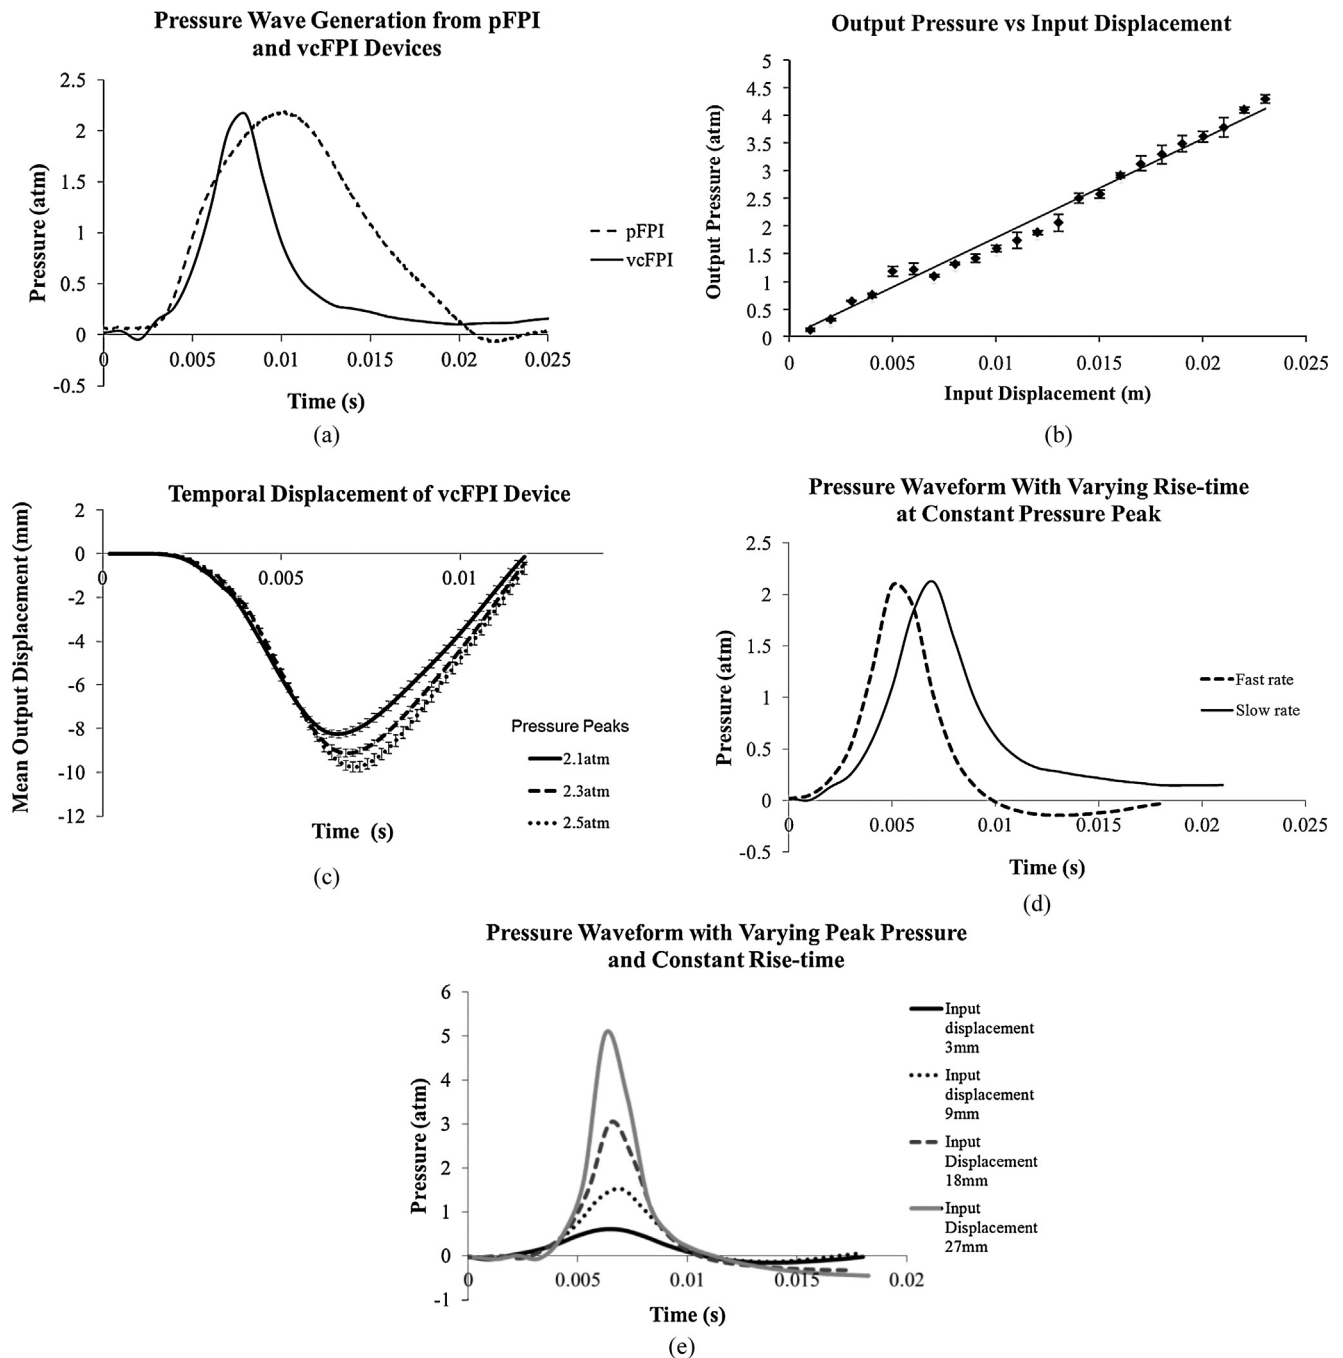 Pressure Wave Generation from pFPI
and vcFPI Devices
2.5
2
1.5
1
0.5
0
-0.5
Pressure (atm)
0
0.005
0.01
0.015
0.02
0.025
Time (s)
pFPI
vcFPI
(a)
Output Pressure vs Input Displacement
5
4.5
4
3.5
3
2.5
2
1.5
1
0.5
0
Output Pressure (atm)
0
0.005
0.01
0.015
0.02
0.025
Input Displacement (m)
(b)
Temporal Displacement of vcFPI Device
2
0
-2
-4
-6
-8
-10
-12
Mean Output Displacement (mm)
0
0.005
0.01
Time (s)
Pressure Peaks
2.1atm
2.3atm
2.5atm
(c)
Pressure Waveform With Varying Rise-time
at Constant Pressure Peak
2.5
2
1.5
1
0.5
0
-0.5
Pressure (atm)
0
0.005
0.01
0.015
0.02
0.025
Time (s)
Fast rate
Slow rate
(d)
Pressure Waveform with Varying Peak Pressure
and Constant Rise-time
6
5
4
3
2
1
0
-1
Pressure (atm)
0
0.005
0.01
0.015
0.02
Time (s)
Input
displacement
3mm
Input
displacement
9mm
Input
Displacement
18mm
Input
Displacement
27mm
(e)